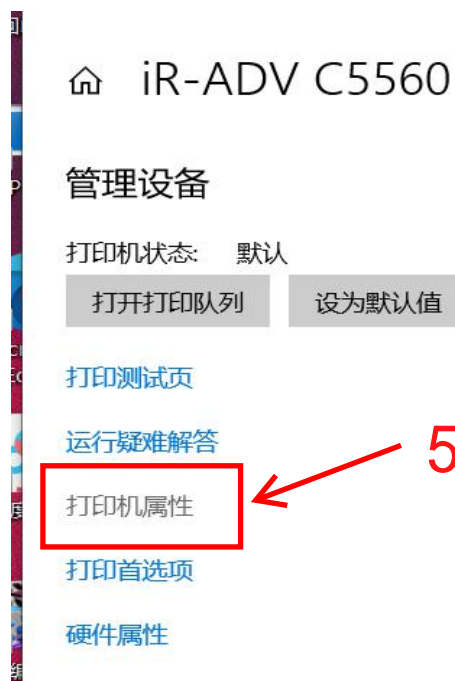 iR-ADV C5560
管理设备
打印机状态: 默认
打开打印队列 设为默认值
打印测试页
运行疑难解答
5
打印机属性
打印首选项
硬件属性